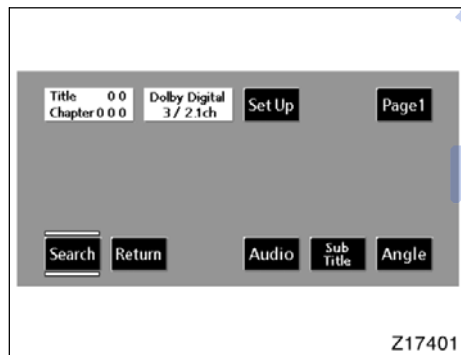 Title 0 0
Chapter 0 0 0
Dolby Digital
3 / 2.1ch
Set Up
Page1
Search
Return
Audio
Sub
Title
Angle
Z17401